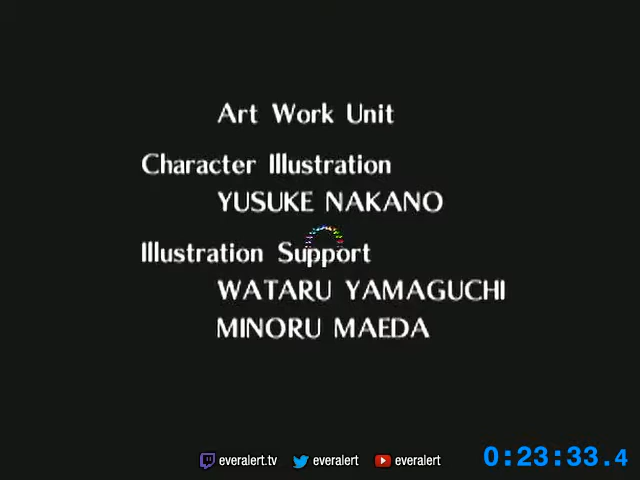 Art Work Unit
Character Illustration
YUSUKE NAKANO
Illustration Support
WATARU YAMAGUCHI
MINORU MAEDA
everalert.tv everalert everalert 0:23:33.4